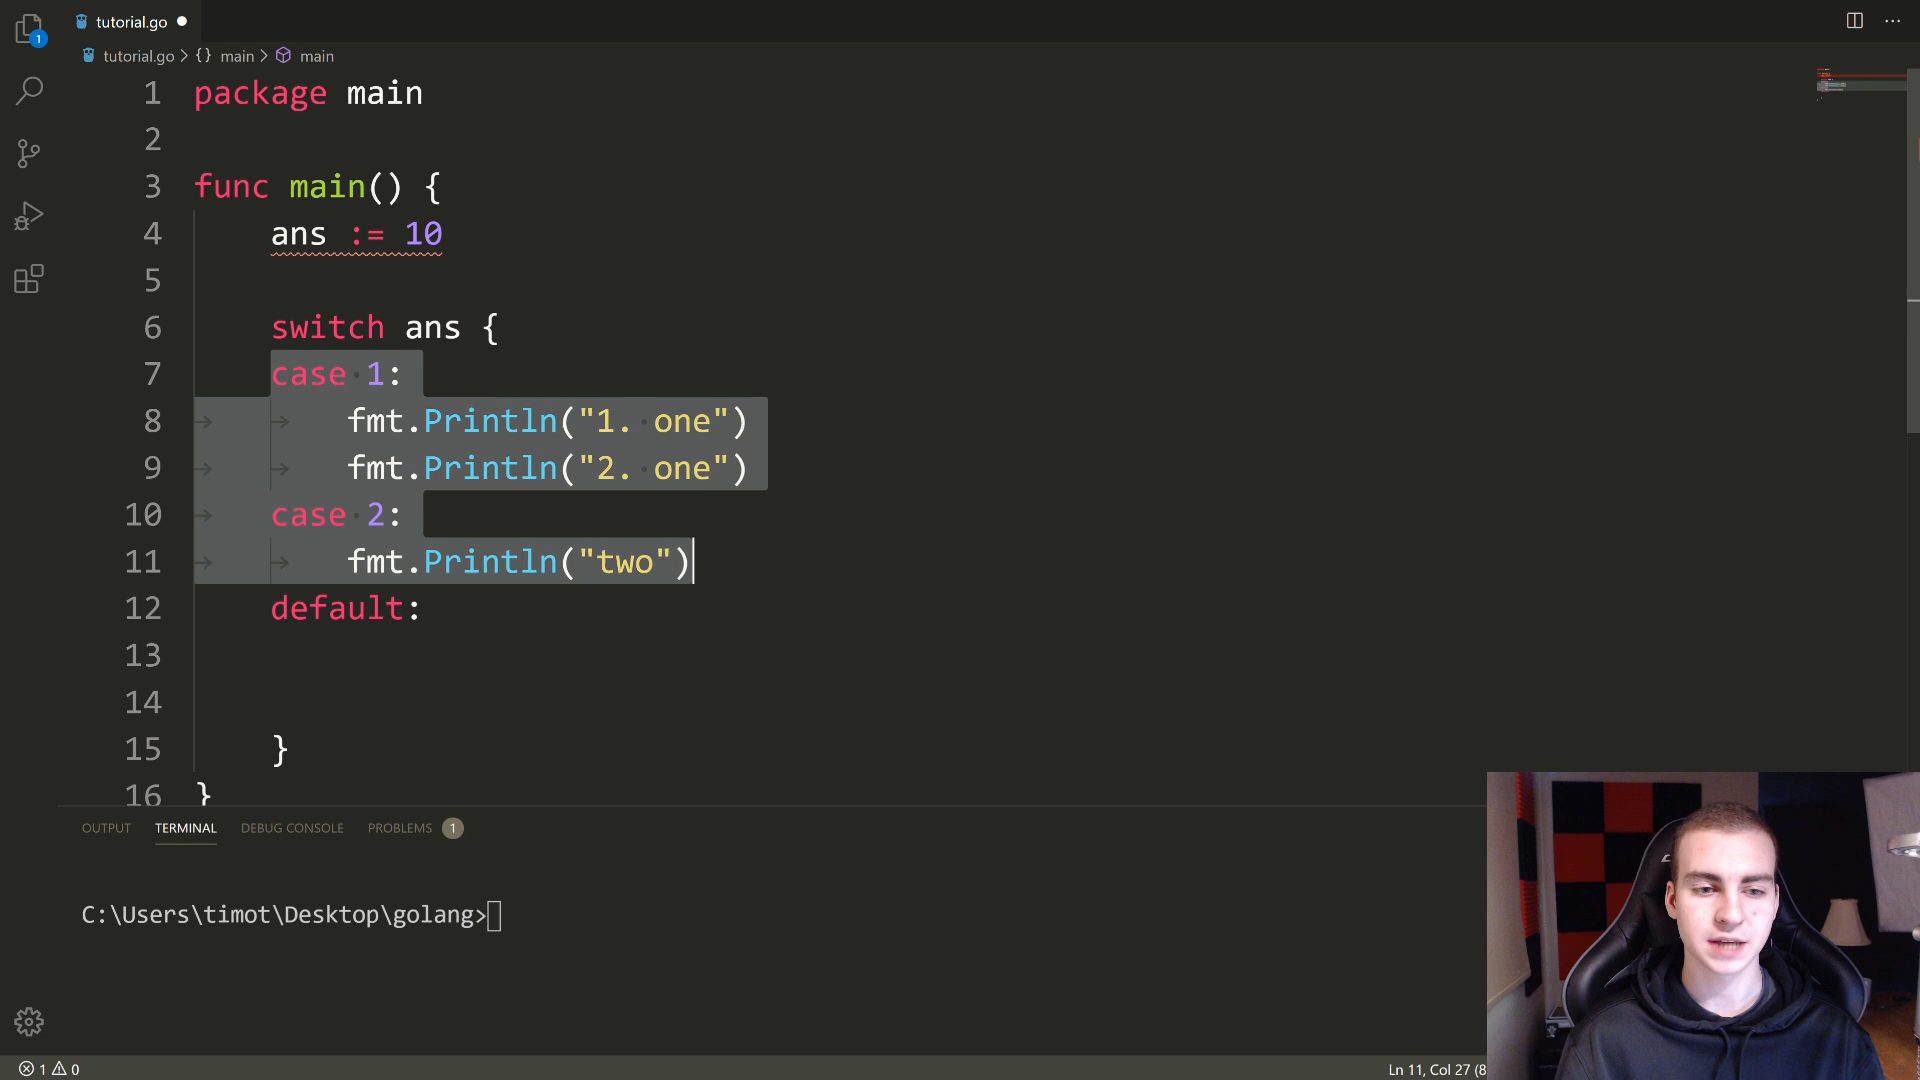 1
tutorial.go
tutorial.go > {} main > main
1 package main
2
3 func main() {
4 ans := 10
5
6 switch ans {
7 case 1:
8 fmt.Println("1. one")
9 fmt.Println("2. one")
10 case 2:
11 fmt.Println("two")
12 default:
13
14
15 }
16 }
OUTPUT TERMINAL DEBUG CONSOLE PROBLEMS 1
C:\Users\timot\Desktop\golang>
1 0 Ln 11, Col 27 (8